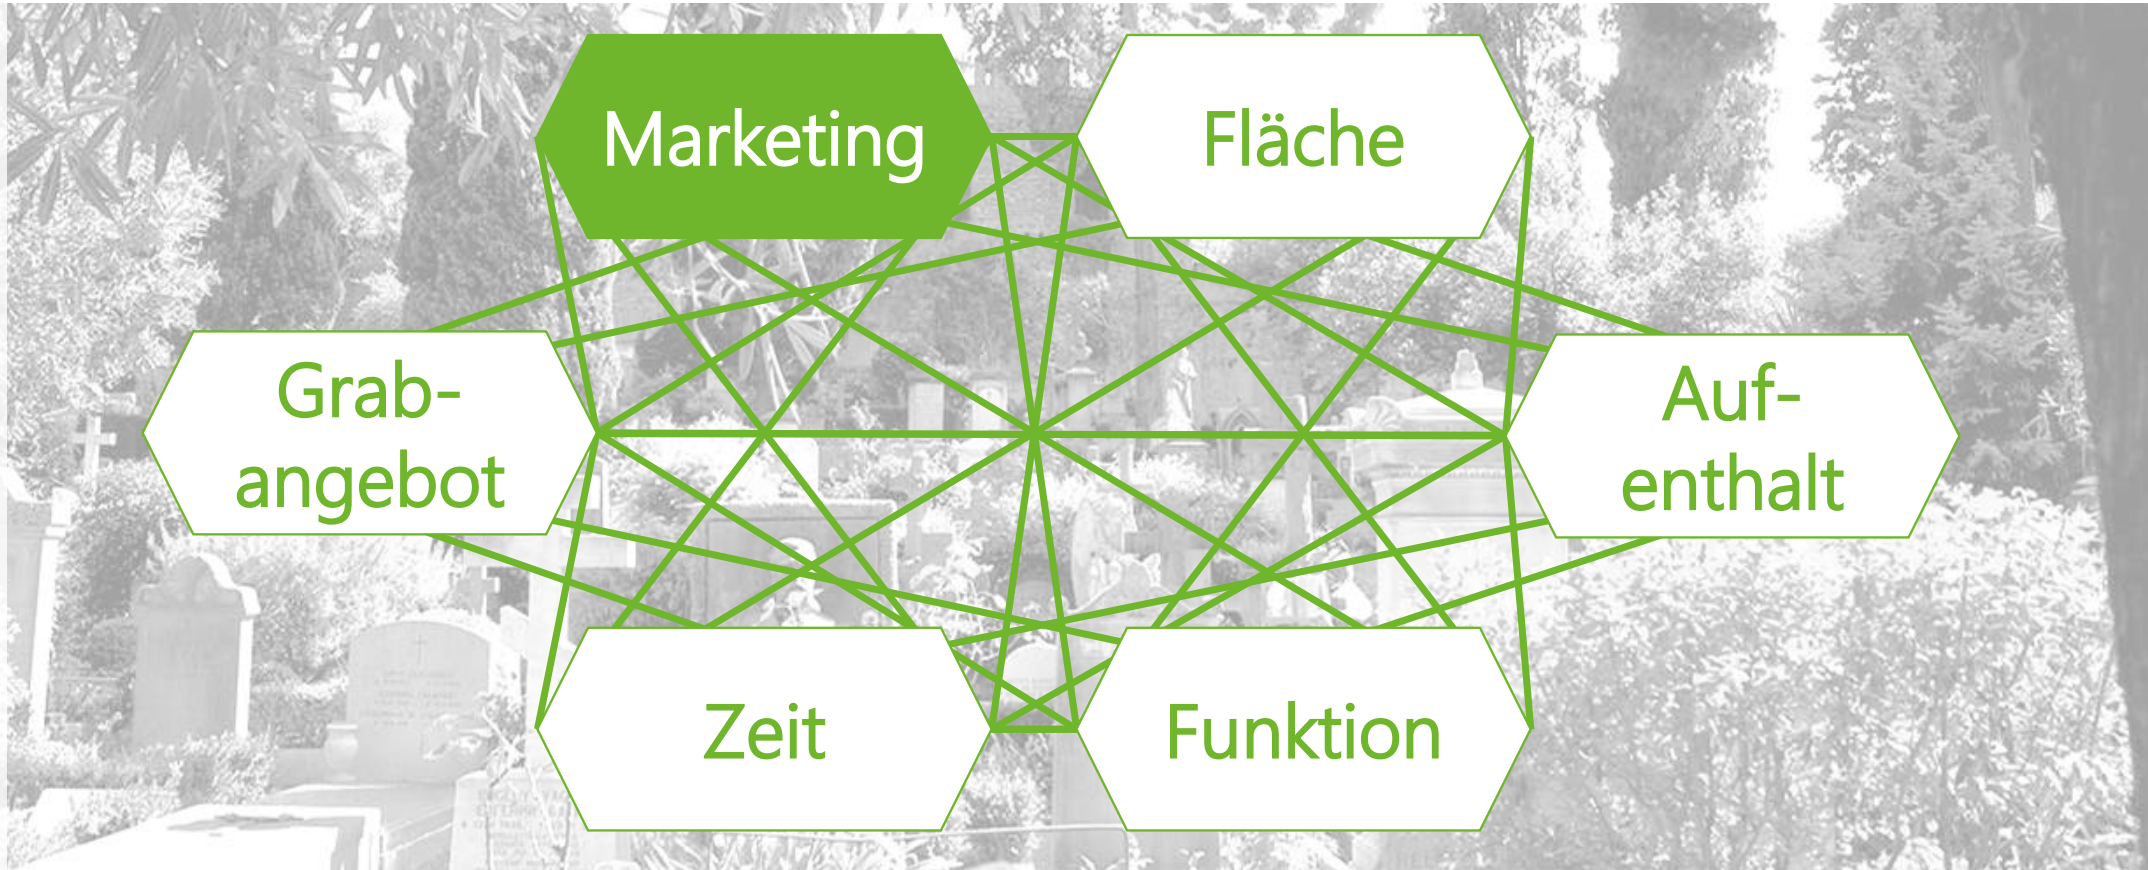 Marketing
Fläche
Grab-
angebot
Auf-
enthalt
Zeit
Funktion